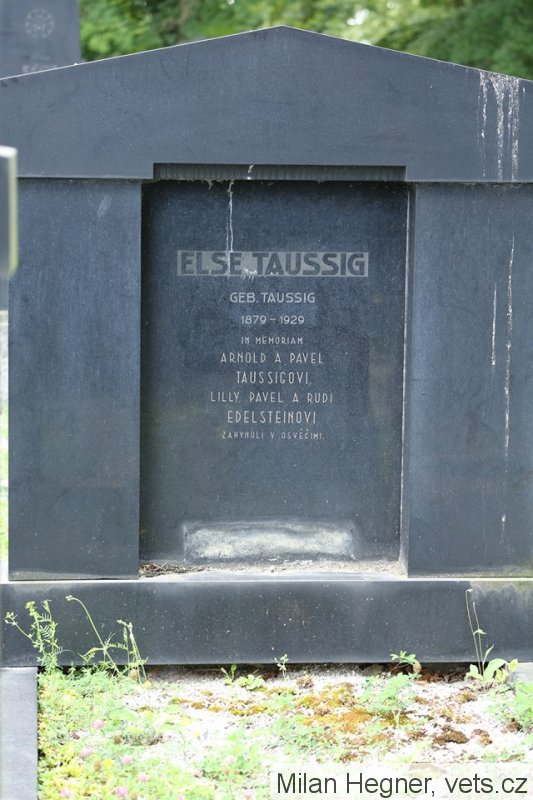 ELSE TAUSSIG
GEB. TAUSSIG
1879 – 1929
IN MEMORIAM
ARNOLD A PAVEL
TAUSSIGOVI,
LILLY, PAVEL A RUDI
EDELSTEINOVI
ZAHYNULI V OSVĚČIMI.
Milan Hegner, vets.cz